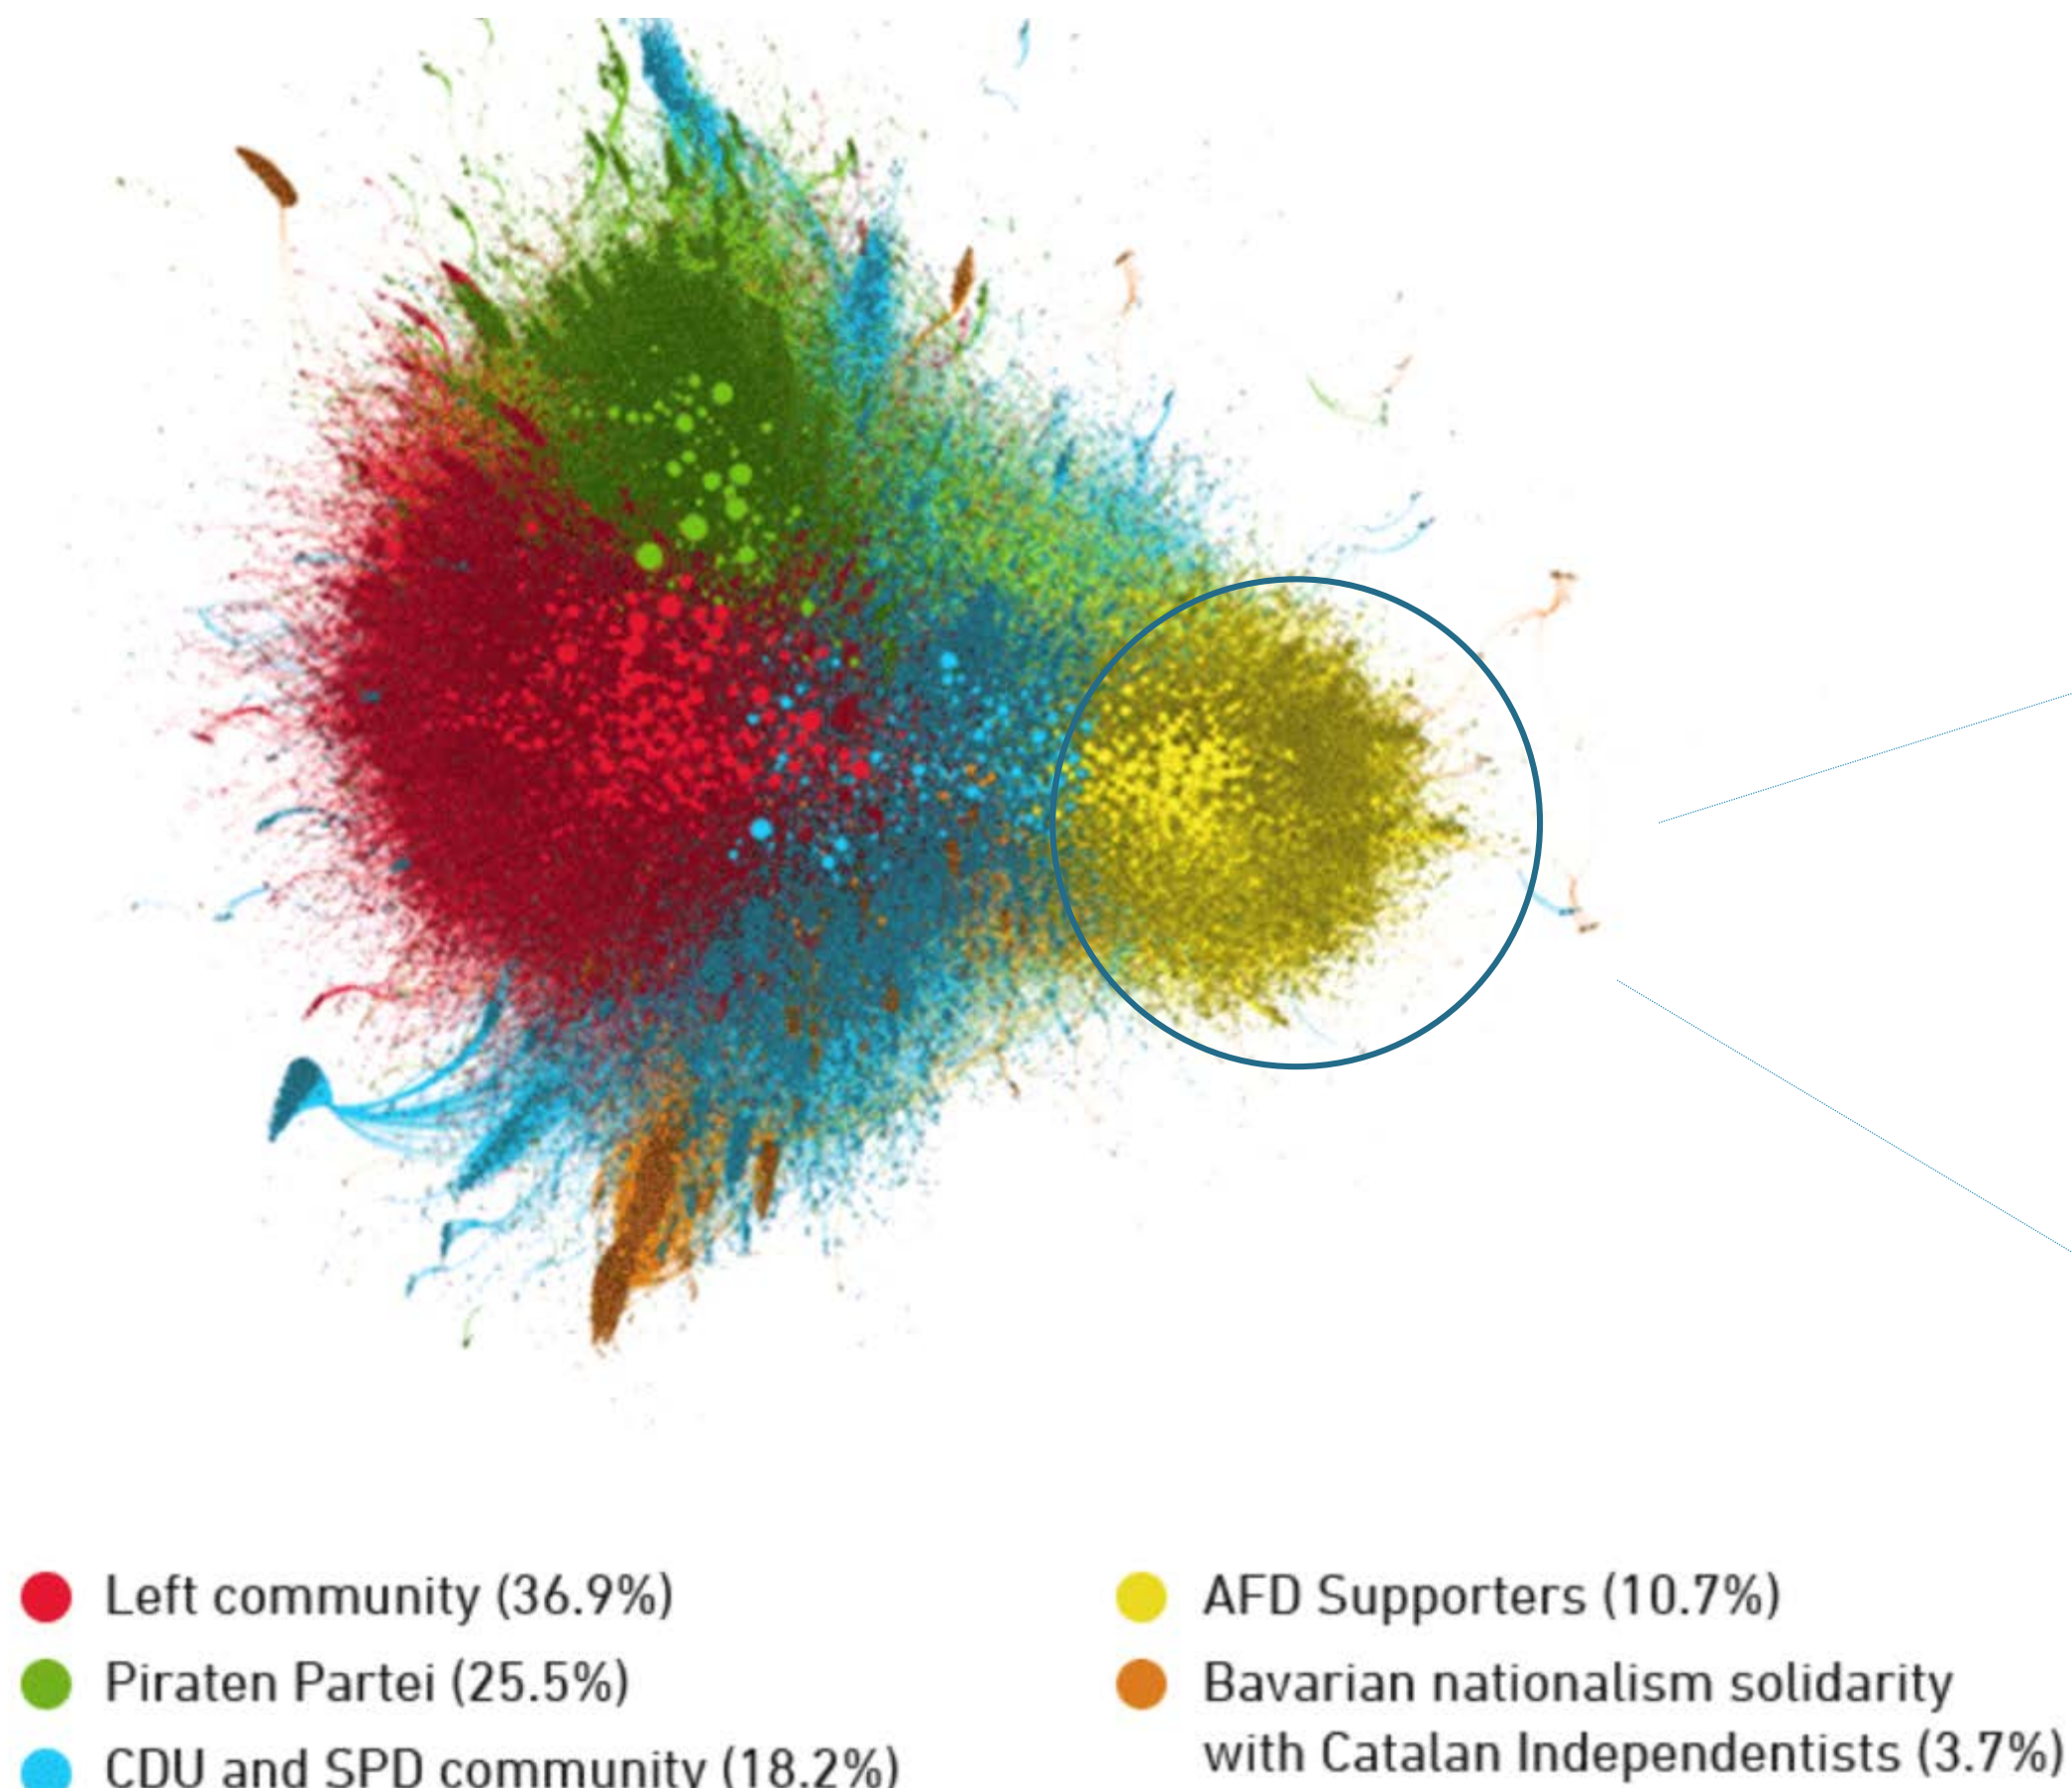 Left community (36.9%)
Piraten Partei (25.5%)
CDU and SPD community (18.2%)
AFD Supporters (10.7%)
Bavarian nationalism solidarity
with Catalan Independentists (3.7%)